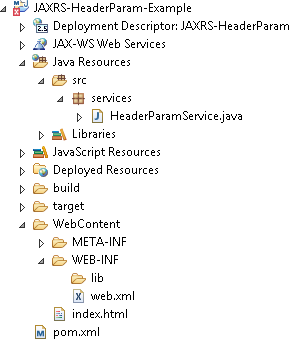 JAXRS-HeaderParam-Example
Deployment Descriptor: JAXRS-HeaderParam
JAX-WS Web Services
Java Resources
src
services
HeaderParamService.java
Libraries
JavaScript Resources
Deployed Resources
build
target
WebContent
META-INF
WEB-INF
lib
web.xml
index.html
pom.xml